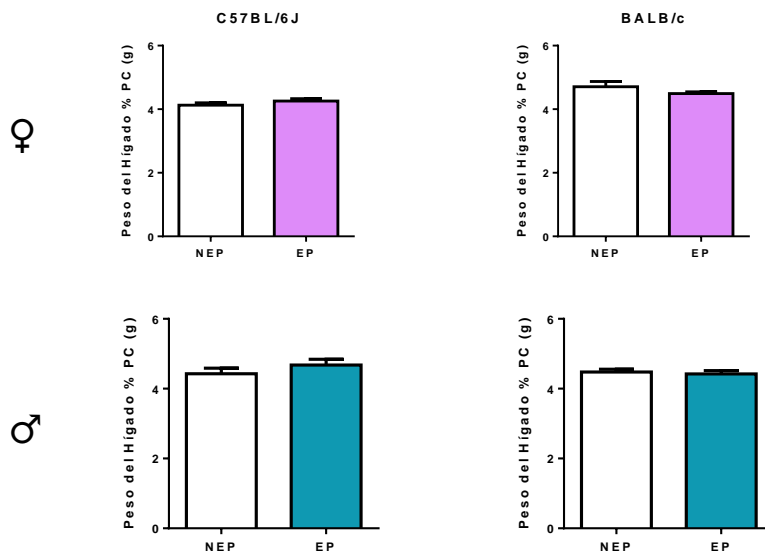 C57BL/6J
BALB/c
♀
Peso del Hígado % PC (g)
6
4
2
0
NEP
EP
Peso del Hígado % PC (g)
6
4
2
0
NEP
EP
♂
Peso del Hígado % PC (g)
6
4
2
0
NEP
EP
Peso del Hígado % PC (g)
6
4
2
0
NEP
EP